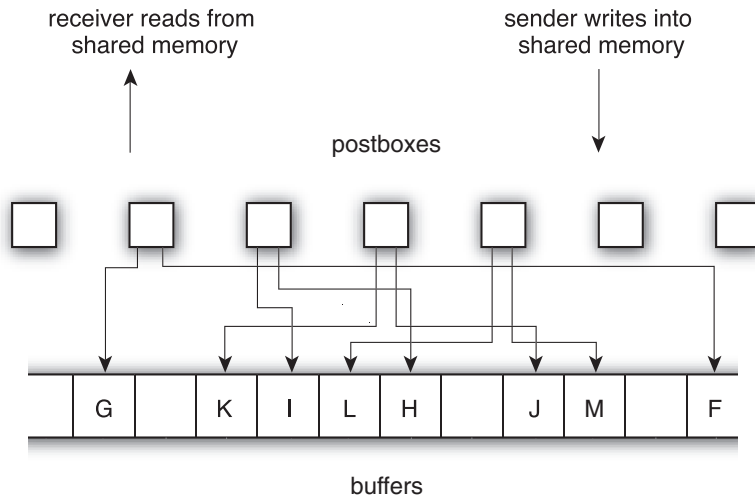 receiver reads from
shared memory
sender writes into
shared memory
postboxes
G K I L H J M F
buffers